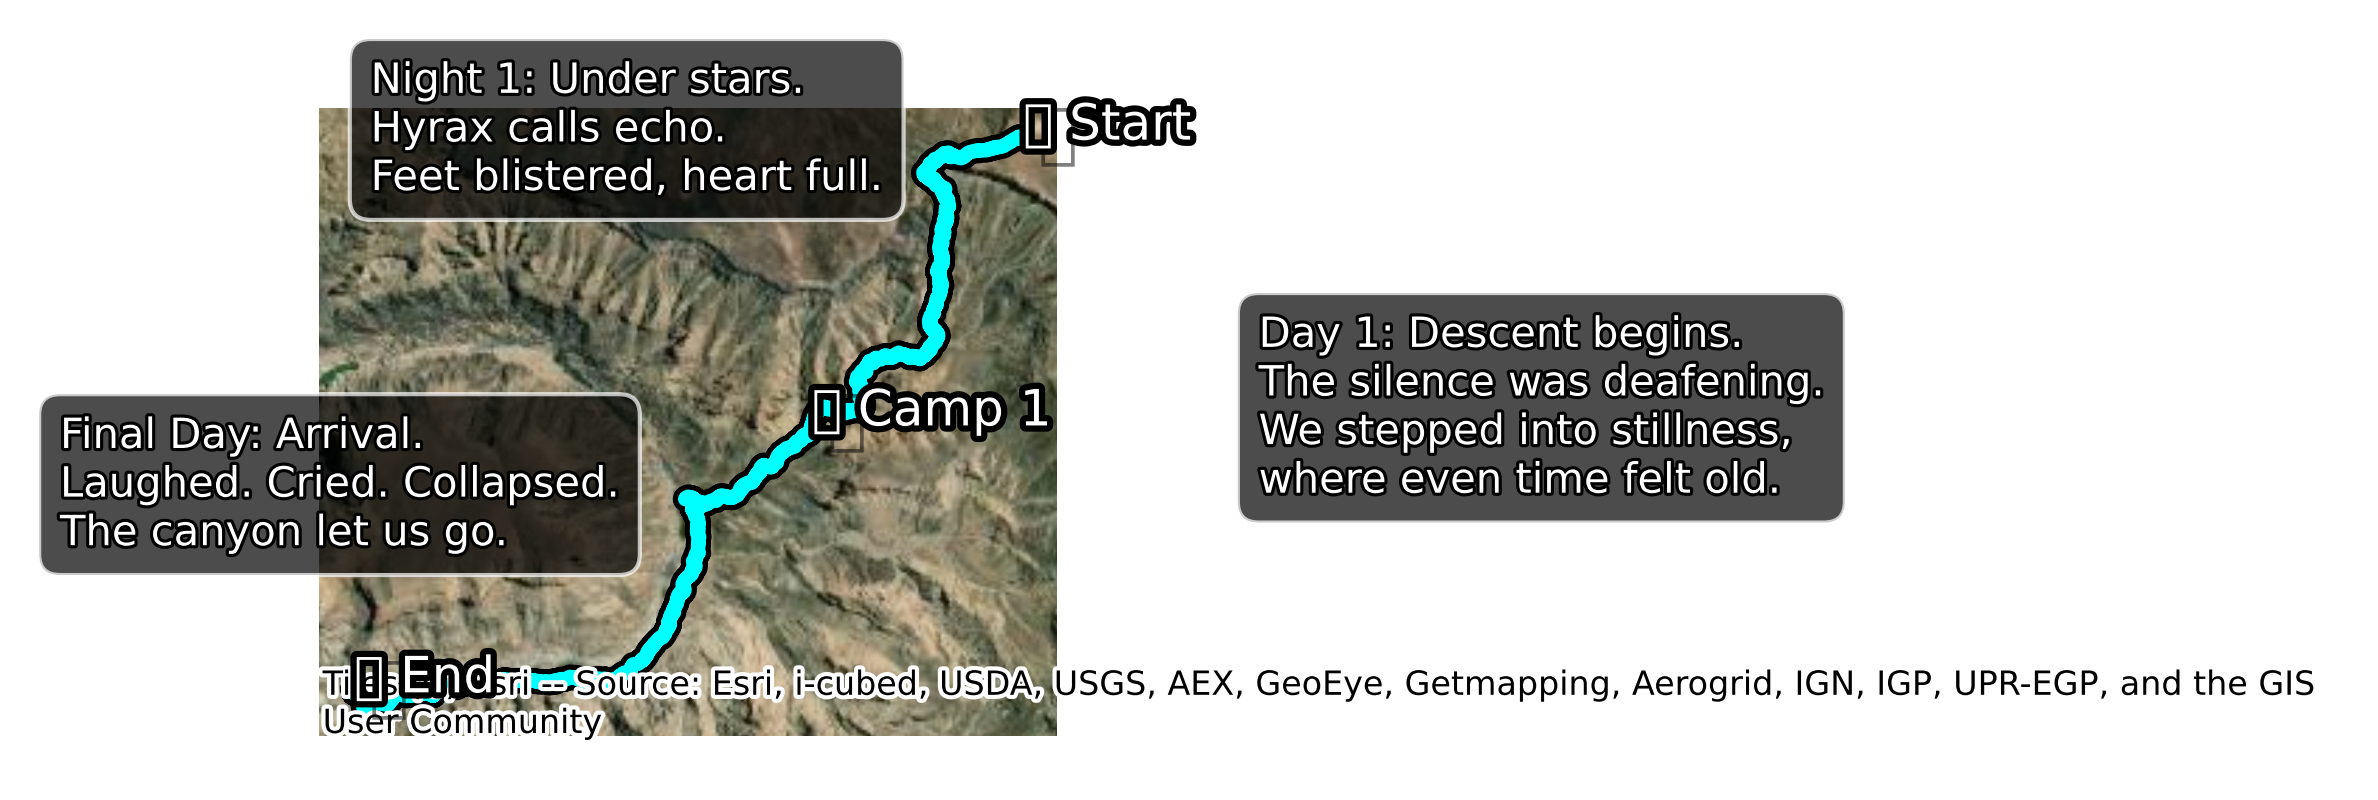 Night 1: Under stars.
Hyrax calls echo.
Feet blistered, heart full.
Start
Day 1: Descent begins.
The silence was deafening.
We stepped into stillness,
where even time felt old.
Camp 1
Final Day: Arrival.
Laughed. Cried. Collapsed.
The canyon let us go.
End
Esri -- Source: Esri, i-cubed, USDA, USGS, AEX, GeoEye, Getmapping, Aerogrid, IGN, IGP, UPR-EGP, and the GIS
User Community